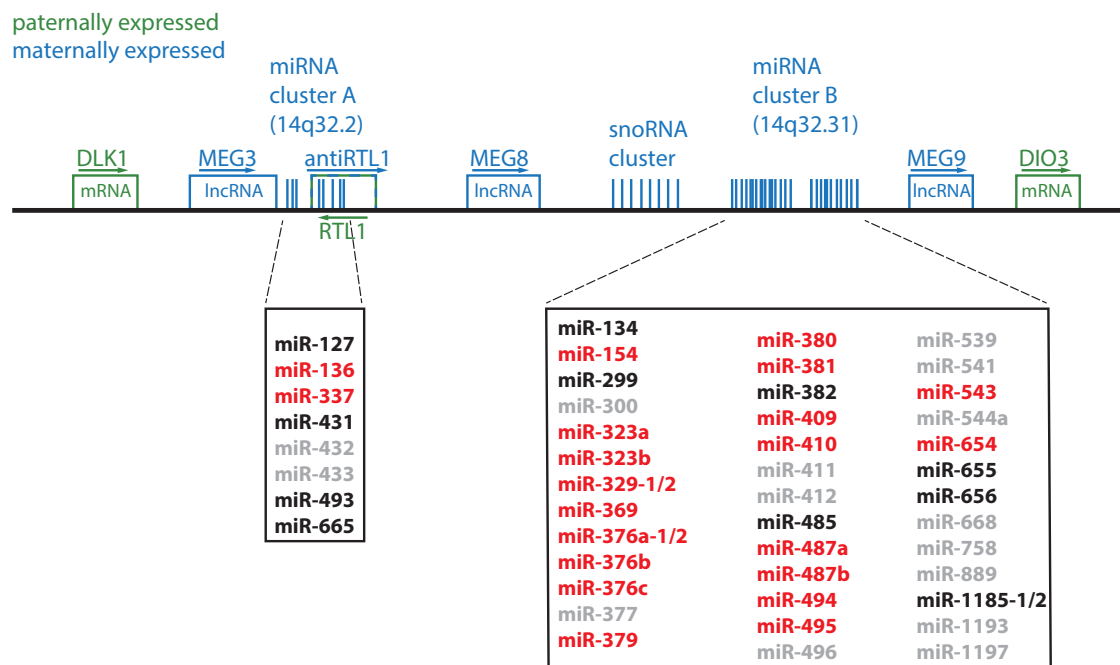 paternally expressed
maternally expressed
miRNA
cluster A
(14q32.2)
miRNA
cluster B
(14q32.31)
snoRNA
cluster
DLK1
MEG3
antiRTL1
MEG8
MEG9
DIO3
mRNA
lncRNA
lncRNA
lncRNA
mRNA
RTL1
miR-127
miR-136
miR-337
miR-431
miR-432
miR-433
miR-493
miR-665
miR-134
miR-154
miR-299
miR-300
miR-323a
miR-323b
miR-329-1/2
miR-369
miR-376a-1/2
miR-376b
miR-376c
miR-377
miR-379
miR-380
miR-381
miR-382
miR-409
miR-410
miR-411
miR-412
miR-485
miR-487a
miR-487b
miR-494
miR-495
miR-496
miR-539
miR-541
miR-543
miR-544a
miR-654
miR-655
miR-656
miR-668
miR-758
miR-889
miR-1185-1/2
miR-1193
miR-1197